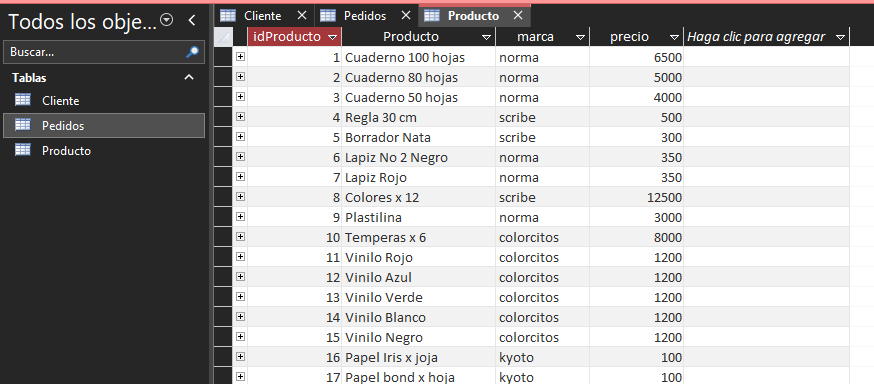 Todos los obje...
Buscar...
Tablas
Cliente
Pedidos
Producto
Cliente Pedidos Producto
idProducto Producto marca precio Haga clic para agregar
1 Cuaderno 100 hojas norma 6500
2 Cuaderno 80 hojas norma 5000
3 Cuaderno 50 hojas norma 4000
4 Regla 30 cm scribe 500
5 Borrador Nata scribe 300
6 Lapiz No 2 Negro norma 350
7 Lapiz Rojo norma 350
8 Colores x 12 scribe 12500
9 Plastilina norma 3000
10 Temperas x 6 colorcitos 8000
11 Vinilo Rojo colorcitos 1200
12 Vinilo Azul colorcitos 1200
13 Vinilo Verde colorcitos 1200
14 Vinilo Blanco colorcitos 1200
15 Vinilo Negro colorcitos 1200
16 Papel Iris x joja kyoto 100
17 Papel bond x hoja kyoto 100